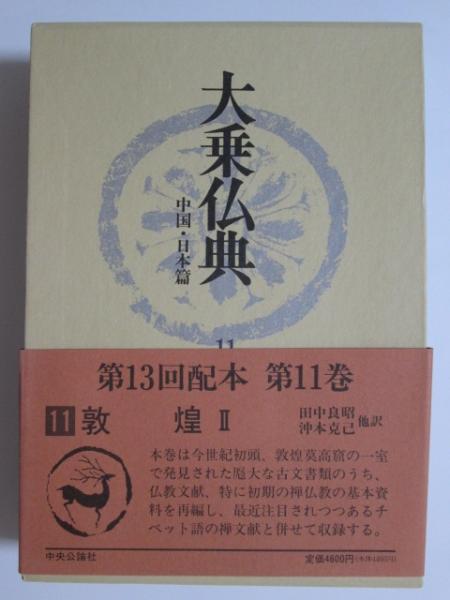 大乗仏典
中国・日本篇
11
第13回配本 第11巻
11 敦煌 II
田中良昭
沖本克己 他訳
本巻は今世紀初頭、敦煌莫高窟の一室
で発見された厖大な古文書類のうち、
仏教文献、特に初期の禅仏教の基本資
料を再編し、最近注目されつつあるチ
ベット語の禅文献と併せて収録する。
中央公論社
定価4600円